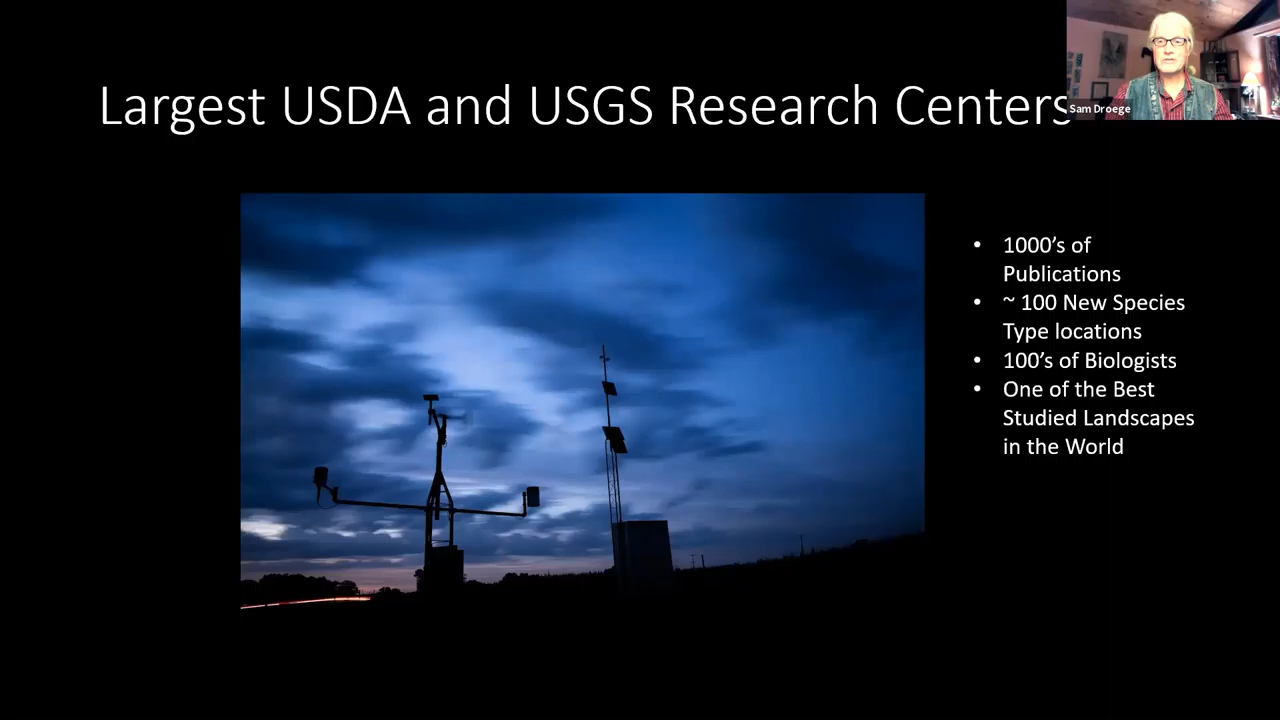 Largest USDA and USGS Research Centers
Sam Droege
• 1000’s of
Publications
• ~ 100 New Species
Type locations
• 100’s of Biologists
• One of the Best
Studied Landscapes
in the World